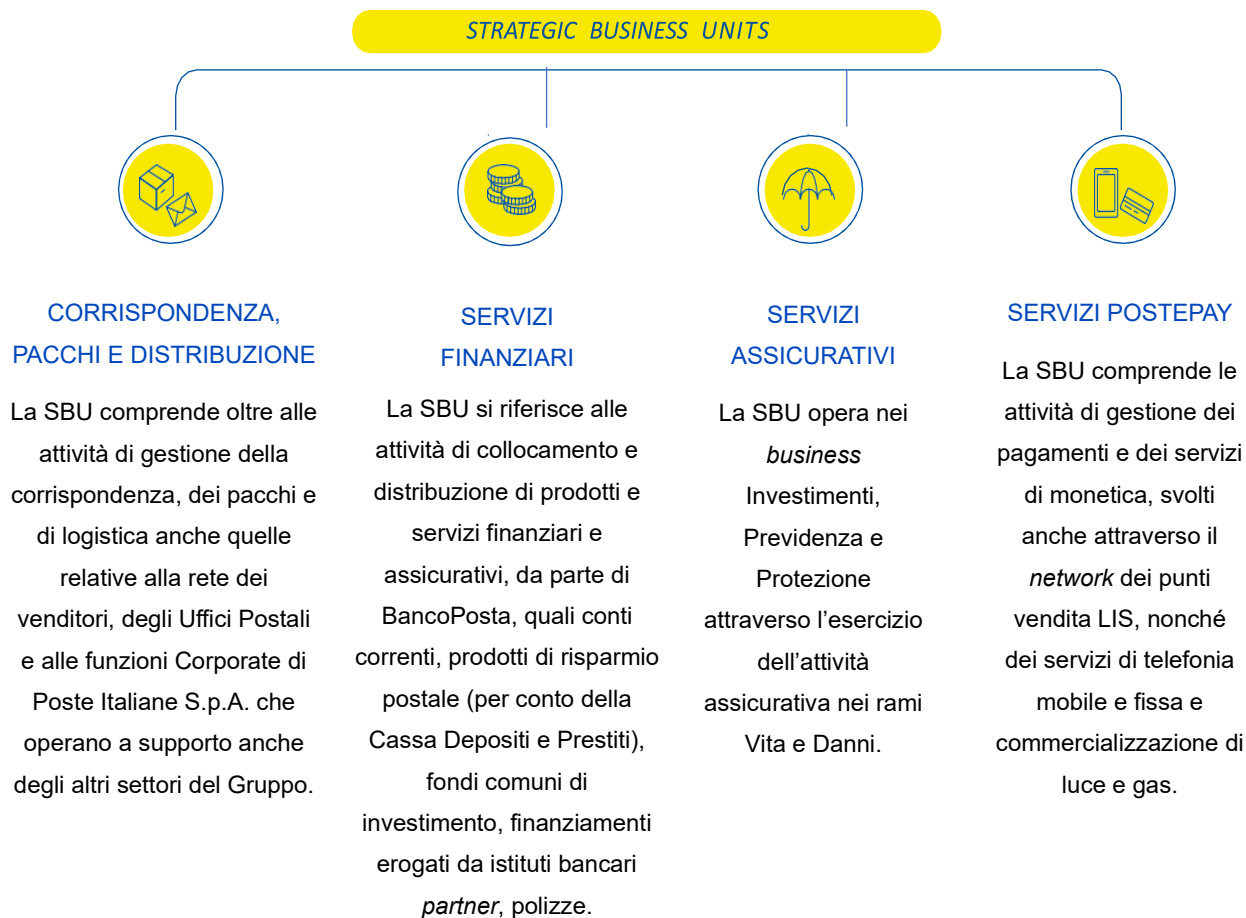 STRATEGIC BUSINESS UNITS
CORRISPONDENZA,
PACCHI E DISTRIBUZIONE
La SBU comprende oltre alle
attività di gestione della
corrispondenza, dei pacchi e
di logistica anche quelle
relative alla rete dei
venditori, degli Uffici Postali
e alle funzioni Corporate di
Poste Italiane S.p.A. che
operano a supporto anche
degli altri settori del Gruppo.
SERVIZI
FINANZIARI
La SBU si riferisce alle
attività di collocamento e
distribuzione di prodotti e
servizi finanziari e
assicurativi, da parte di
BancoPosta, quali conti
correnti, prodotti di risparmio
postale (per conto della
Cassa Depositi e Prestiti),
fondi comuni di
investimento, finanziamenti
erogati da istituti bancari
partner, polizze.
SERVIZI
ASSICURATIVI
La SBU opera nei
business
Investimenti,
Previdenza e
Protezione
attraverso l’esercizio
dell’attività
assicurativa nei rami
Vita e Danni.
SERVIZI POSTEPAY
La SBU comprende le
attività di gestione dei
pagamenti e dei servizi
di monetica, svolti
anche attraverso il
network dei punti
vendita LIS, nonché
dei servizi di telefonia
mobile e fissa e
commercializzazione di
luce e gas.